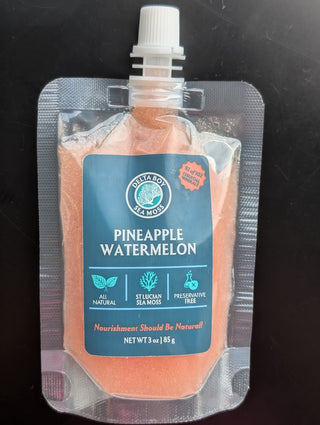 DELTA BOY
SEA MOSS
PINEAPPLE
WATERMELON
ALL
NATURAL
ST LUCIAN
SEA MOSS
PRESERVATIVE
FREE
Nourishment Should Be Natural!
NET WT 3 oz | 85 g